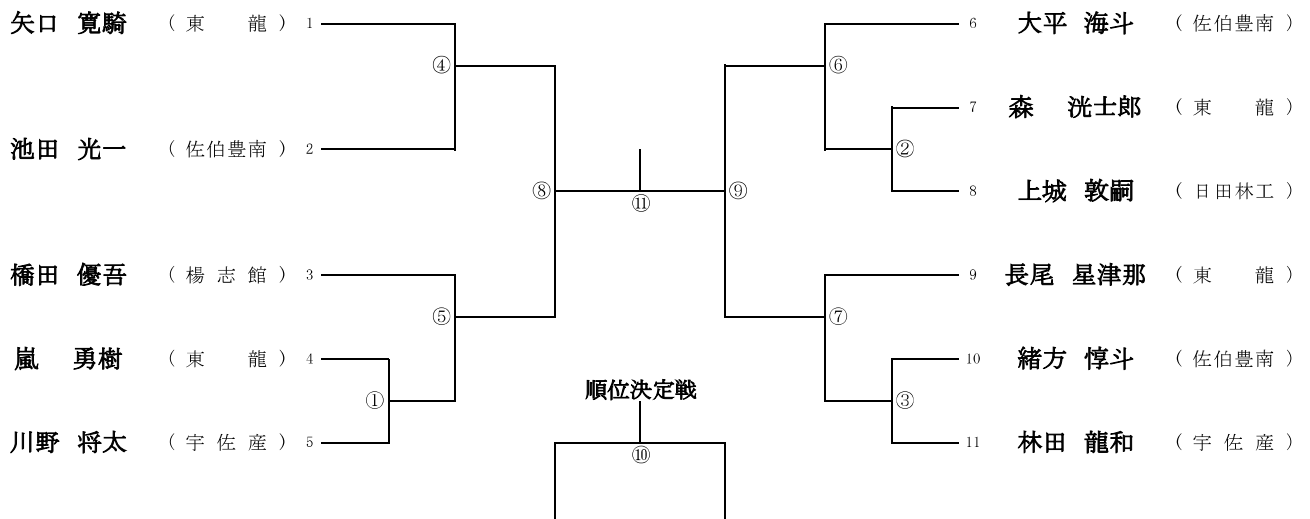 矢口 寛騎 （ 東 龍 ） 1
④
池田 光一 （ 佐伯豊南 ） 2
⑧
橋田 優吾 （ 楊 志 館 ） 3
⑤
嵐 勇樹 （ 東 龍 ） 4
①
川野 将太 （ 宇 佐 産 ） 5
⑪
順位決定戦
⑩
6 大平 海斗 （ 佐伯豊南 ）
⑥
7 森 洸士郎 （ 東 龍 ）
②
8 上城 敦嗣 （ 日田林工 ）
⑨
9 長尾 星津那 （ 東 龍 ）
⑦
10 緒方 惇斗 （ 佐伯豊南 ）
③
11 林田 龍和 （ 宇 佐 産 ）